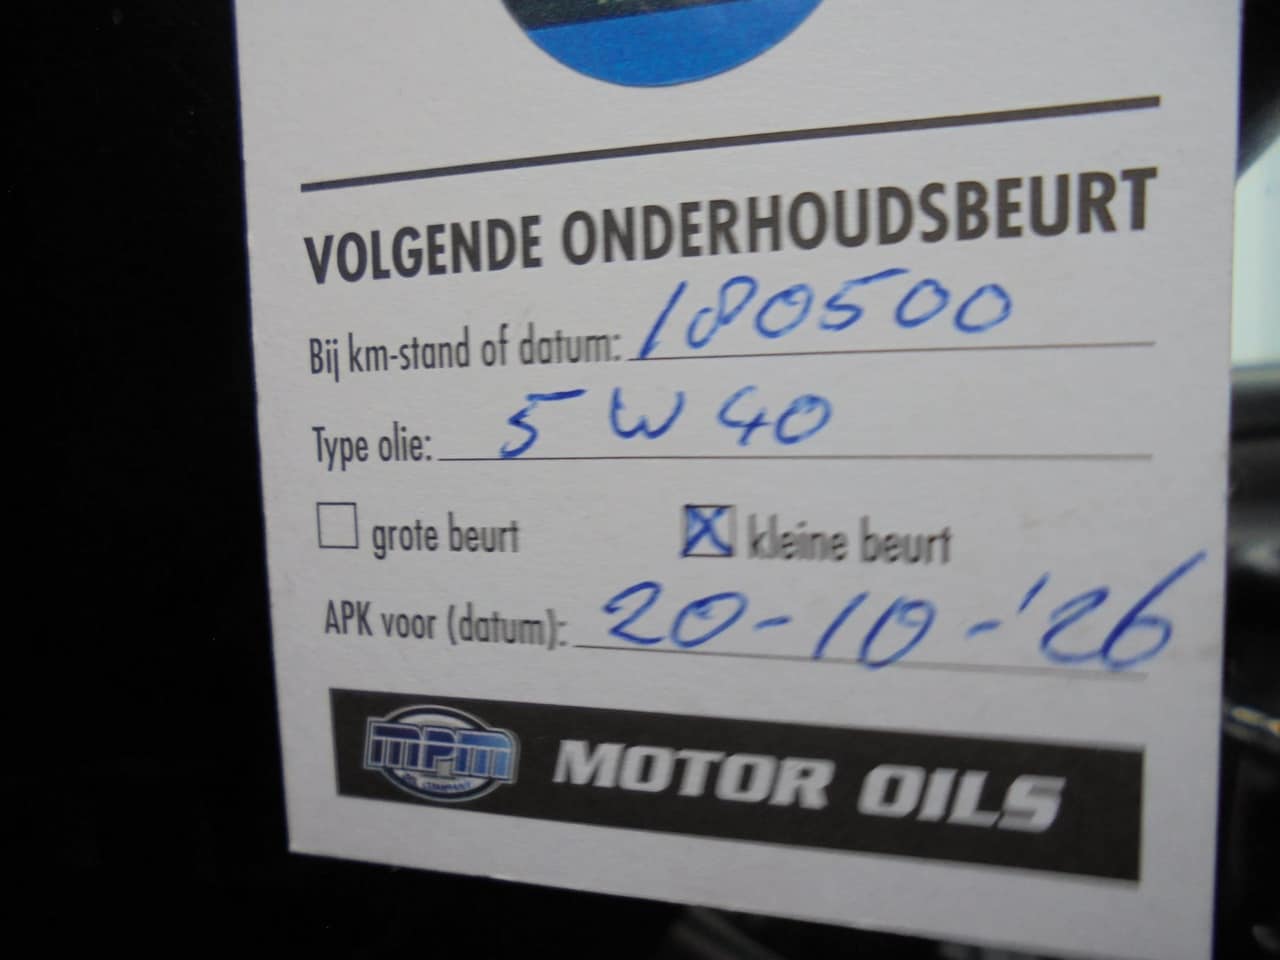 VOLGENDE ONDERHOUDSBEURT
Bij km-stand of datum: 180500
Type olie: 5W40
grote beurt kleine beurt
APK voor (datum): 20-10-'26
MPM
COMPANY
MOTOR OILS